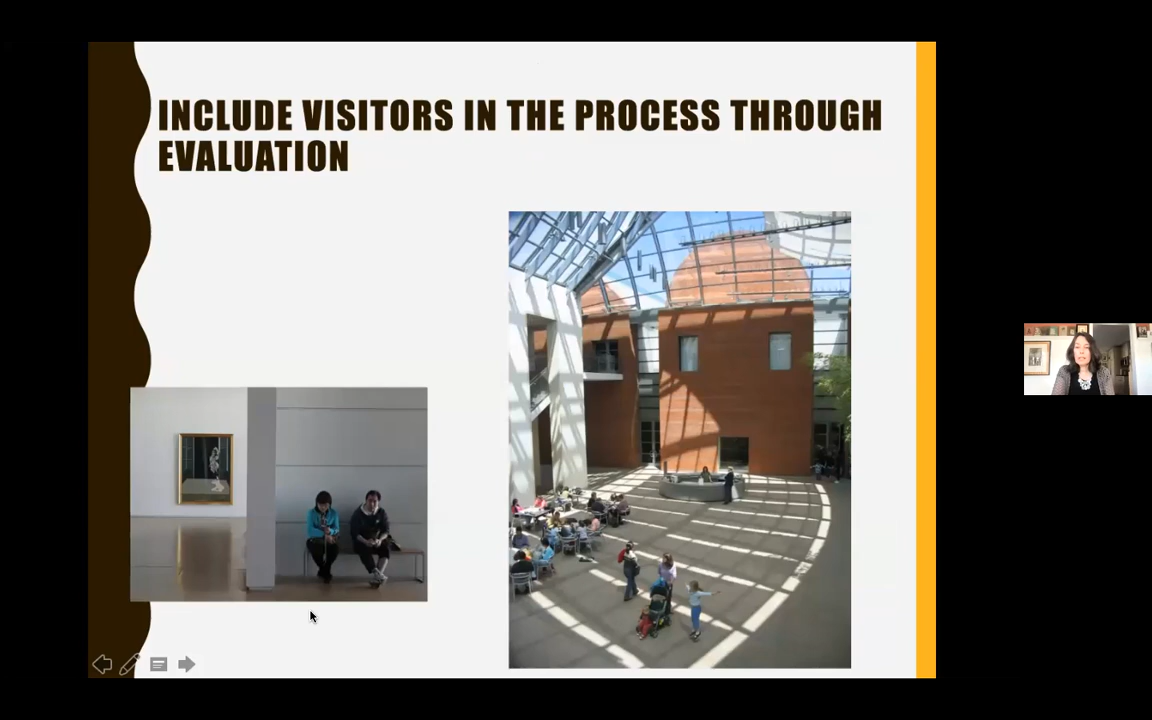 INCLUDE VISITORS IN THE PROCESS THROUGH
EVALUATION